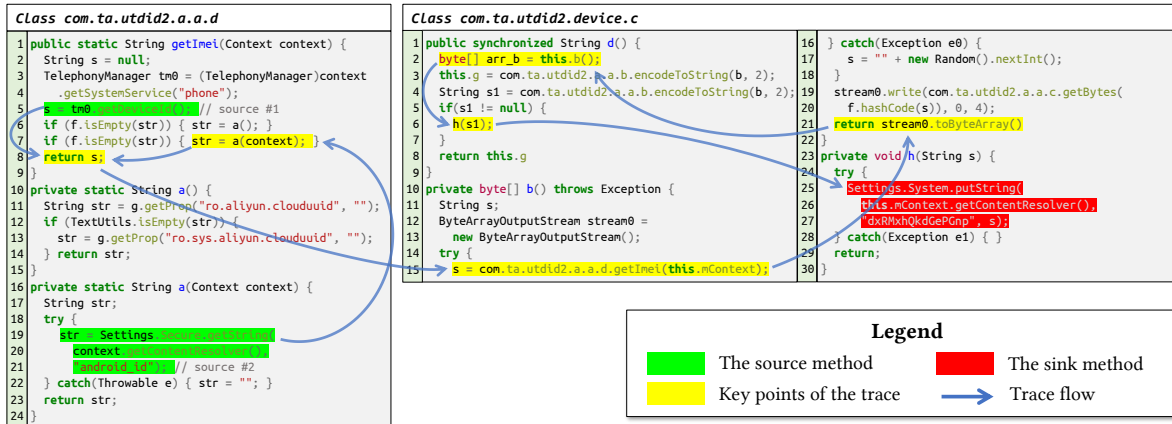 Class com.ta.utdid2.a.a.d
1 public static String getImei(Context context) {
2 String s = null;
3 TelephonyManager tm0 = (TelephonyManager)context
4 .getSystemService("phone");
5 s = tm0.getDeviceId(); // source #1
6 if (f.isEmpty(str)) { str = a(); }
7 if (f.isEmpty(str)) { str = a(context); }
8 return s;
9 }
10 private static String a() {
11 String str = g.getProp("ro.aliyun.clouduuid", "");
12 if (TextUtils.isEmpty(str)) {
13 str = g.getProp("ro.sys.aliyun.clouduuid", "");
14 } return str;
15 }
16 private static String a(Context context) {
17 String str;
18 try {
19 str = Settings.Secure.getString(
20 context.getContentResolver(),
21 "android_id"); // source #2
22 } catch(Throwable e) { str = ""; }
23 return str;
24 }
Class com.ta.utdid2.device.c
1 public synchronized String d() {
2 byte[] arr_b = this.b();
3 this.g = com.ta.utdid2.a.a.b.encodeToString(b, 2);
4 String s1 = com.ta.utdid2.a.a.b.encodeToString(b, 2);
5 if(s1 != null) {
6 h(s1);
7 }
8 return this.g
9 }
10 private byte[] b() throws Exception {
11 String s;
12 ByteArrayOutputStream stream0 =
13 new ByteArrayOutputStream();
14 try {
15 s = com.ta.utdid2.a.a.d.getImei(this.mContext);
16 } catch(Exception e0) {
17 s = "" + new Random().nextInt();
18 }
19 stream0.write(com.ta.utdid2.a.a.c.getBytes(
20 f.hashCode(s)), 0, 4);
21 return stream0.toByteArray()
22 }
23 private void h(String s) {
24 try {
25 Settings.System.putString(
26 this.mContext.getContentResolver(),
27 "dxRMxhQkdGePGnp", s);
28 } catch(Exception e1) { }
29 return;
30 }
Legend
The source method
The sink method
Key points of the trace
Trace flow